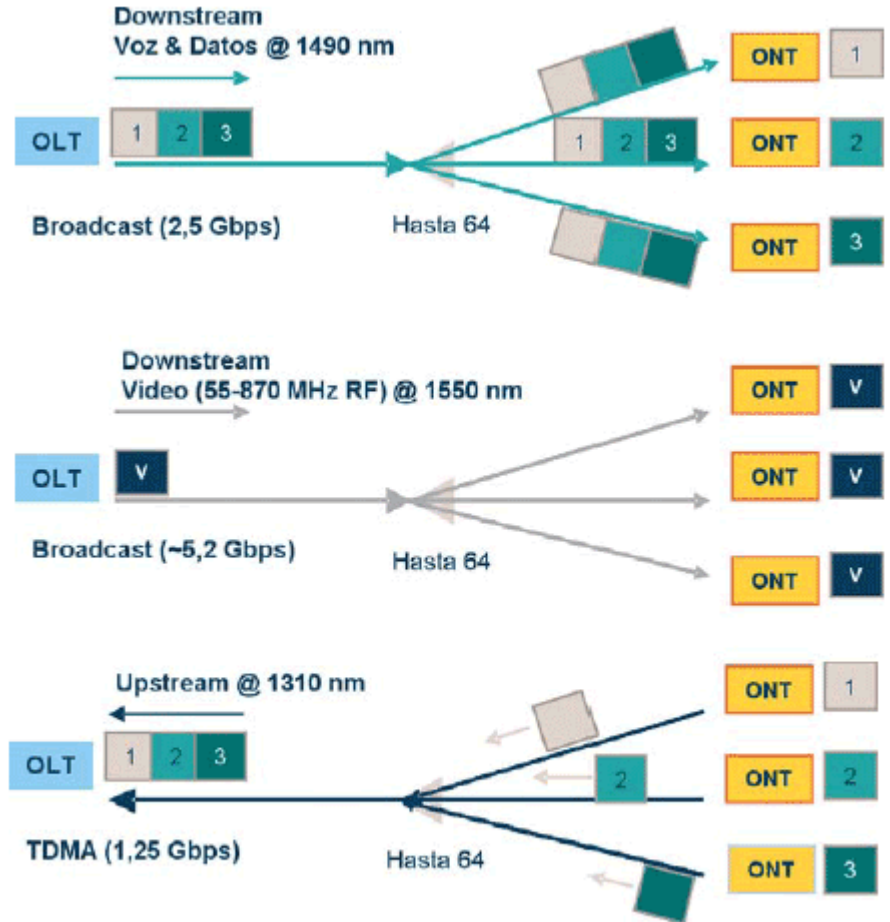 Downstream
Voz & Datos @ 1490 nm
ONT 1
OLT 1 2 3 1 2 3 ONT 2
Broadcast (2,5 Gbps) Hasta 64
ONT 3
Downstream
Video (55-870 MHz RF) @ 1550 nm
ONT V
OLT V ONT V
Broadcast (~5,2 Gbps) Hasta 64
ONT V
Upstream @ 1310 nm
ONT 1
OLT 1 2 3 2 ONT 2
TDMA (1,25 Gbps) Hasta 64
ONT 3